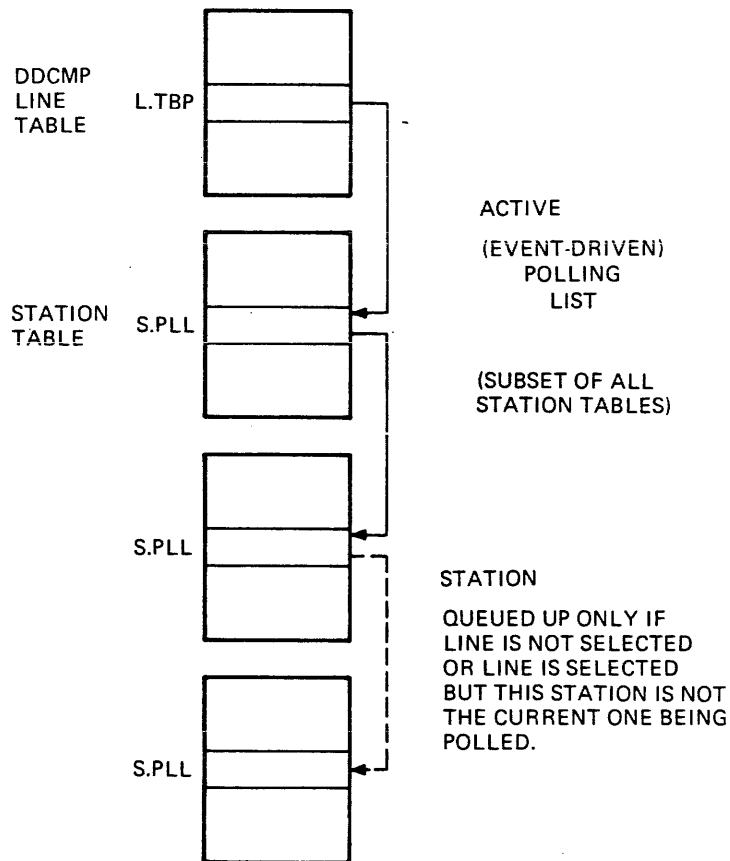 DDCMP
LINE
TABLE
L.TBP
ACTIVE
(EVENT-DRIVEN)
POLLING
LIST
STATION
TABLE
S.PLL
(SUBSET OF ALL
STATION TABLES)
S.PLL
STATION
QUEUED UP ONLY IF
LINE IS NOT SELECTED
OR LINE IS SELECTED
BUT THIS STATION IS NOT
THE CURRENT ONE BEING
POLLED.
S.PLL